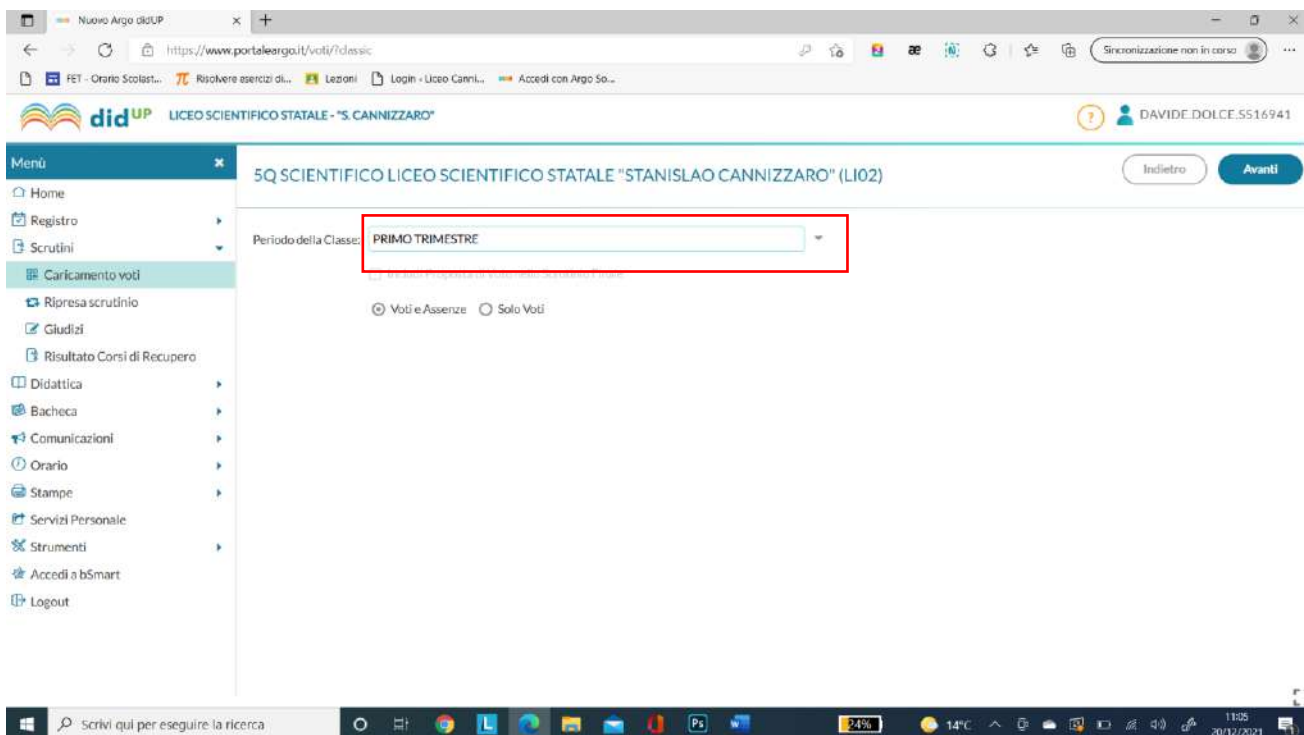 Nuovo Argo didUP
https://www.portaleargo.it/voti/?classic
Sincronizzazione non in corso
FET - Orario Scolast...
Risolvere esercizi di...
Lezioni
Login - Liceo Canni...
Accedi con Argo So...
didUP LICEO SCIENTIFICO STATALE - "S. CANNIZZARO"
DAVIDE.DOLCE.SS16941
Menù
5Q SCIENTIFICO LICEO SCIENTIFICO STATALE "STANISLAO CANNIZZARO" (LI02)
Indietro
Avanti
Home
Registro
Scrutini
Caricamento voti
Ripresa scrutinio
Giudizi
Risultato Corsi di Recupero
Didattica
Bacheca
Comunicazioni
Orario
Stampe
Servizi Personale
Strumenti
Accedi a bSmart
Logout
Periodo della Classe: PRIMO TRIMESTRE
Voti e Assenze Solo Voti
Scrivi qui per eseguire la ricerca
L
Ps
24%
14°C
11:05
20/12/2021